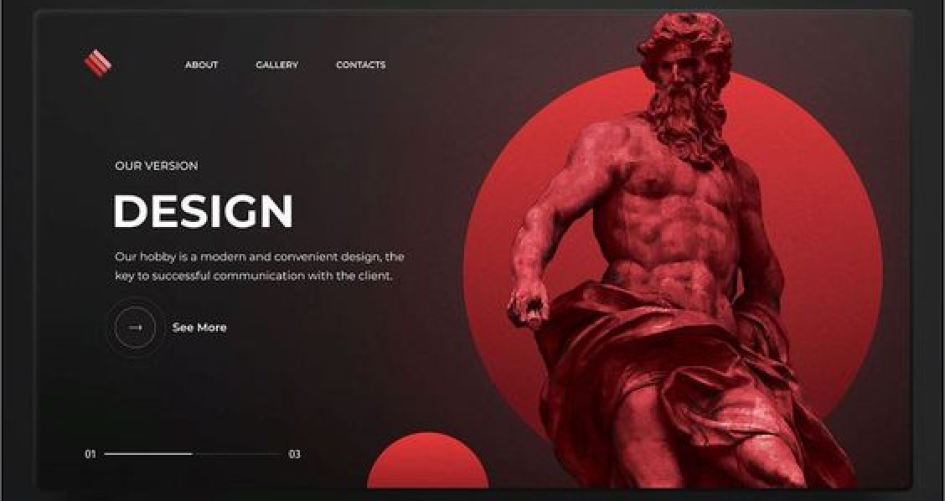 ABOUT GALLERY CONTACTS
OUR VERSION
DESIGN
Our hobby is a modern and convenient design, the
key to successful communication with the client.
See More
01 03